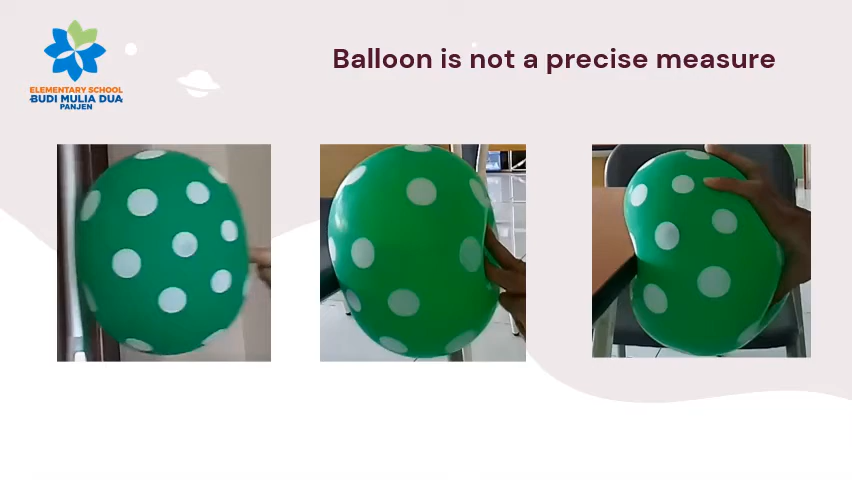 Balloon is not a precise measure
ELEMENTARY SCHOOL
BUDI MULIA DUA
PANJEN